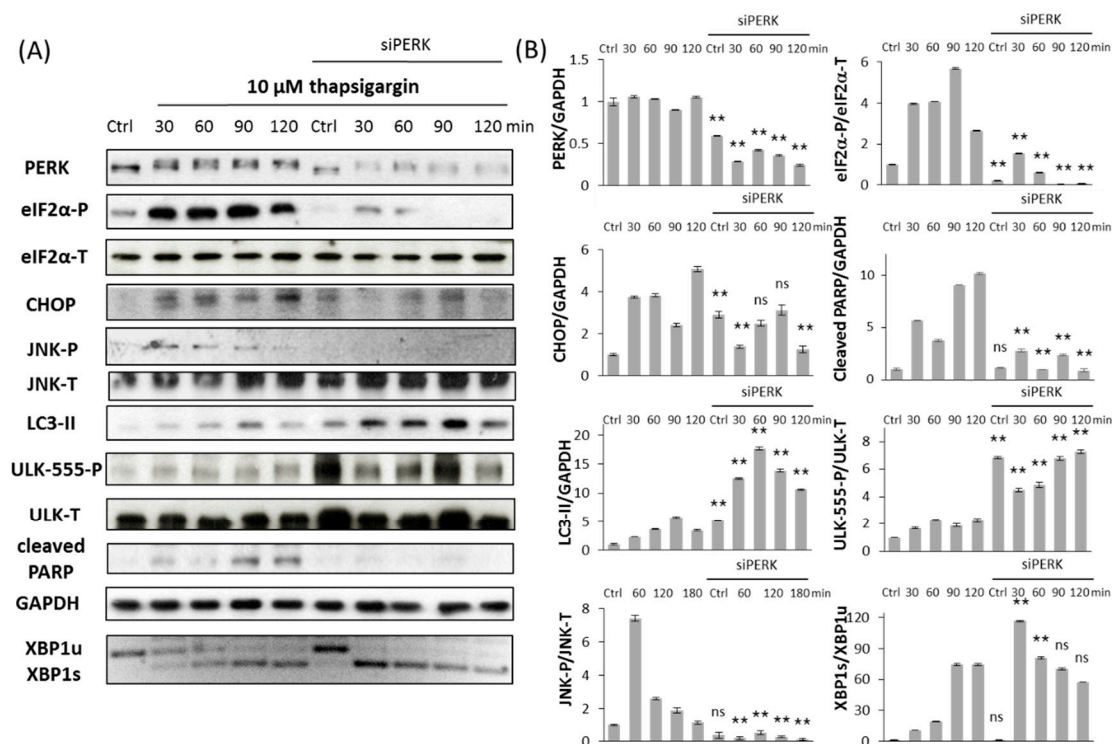 (A)
siPERK
10 µM thapsigargin
Ctrl 30 60 90 120 Ctrl 30 60 90 120 min
PERK
eIF2α-P
eIF2α-T
CHOP
JNK-P
JNK-T
LC3-II
ULK-555-P
ULK-T
cleaved
PARP
GAPDH
XBP1u
XBP1s
(B)
siPERK
Ctrl 30 60 90 120 Ctrl 30 60 90 120 min
PERK/GAPDH
1.5
1
0.5
0
** ** ** ** **
siPERK
Ctrl 30 60 90 120 Ctrl 30 60 90 120 min
eIF2α-P/eIF2α-T
6
4
2
0
** ** ** ** **
siPERK
Ctrl 30 60 90 120 Ctrl 30 60 90 120 min
CHOP/GAPDH
6
4
2
0
** ** ns ns **
siPERK
Ctrl 30 60 90 120 Ctrl 30 60 90 120 min
Cleaved PARP/GAPDH
10
5
0
ns ** ** ** **
siPERK
Ctrl 30 60 90 120 Ctrl 30 60 90 120 min
LC3-II/GAPDH
20
15
10
5
0
** ** ** ** **
siPERK
Ctrl 30 60 90 120 Ctrl 30 60 90 120 min
ULK-555-P/ULK-T
8
6
4
2
0
** ** ** ** **
siPERK
Ctrl 60 120 180 Ctrl 60 120 180 min
JNK-P/JNK-T
8
6
4
2
0
ns ** ** ** **
siPERK
Ctrl 30 60 90 120 Ctrl 30 60 90 120 min
XBP1s/XBP1u
120
90
60
30
0
ns ** ** ns ns